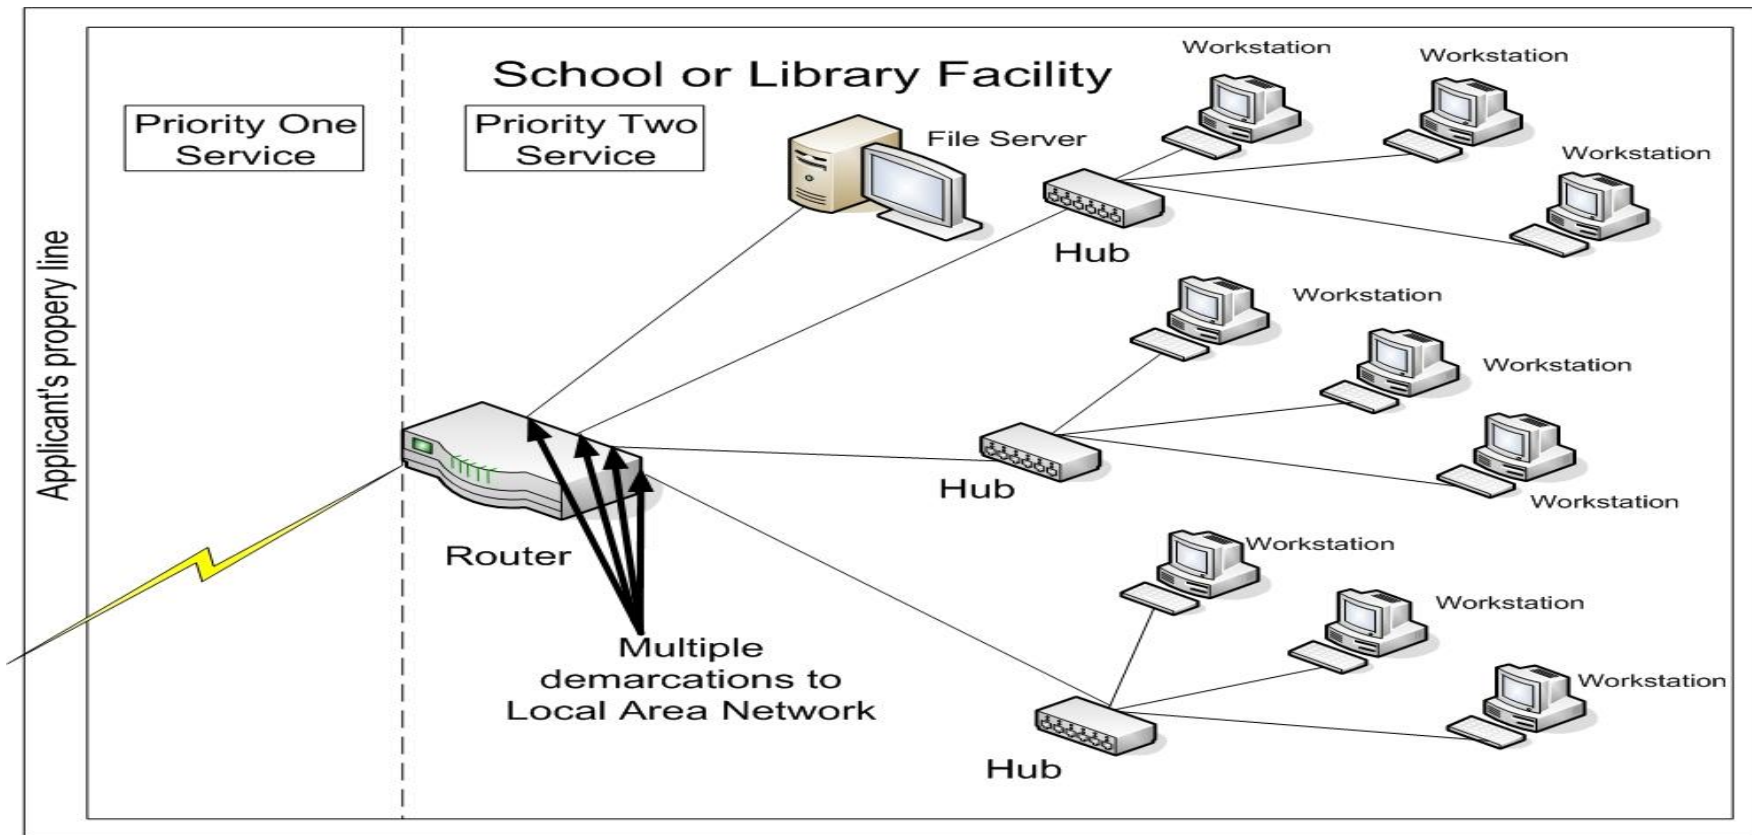 School or Library Facility
Priority One
Service
Priority Two
Service
Applicant's propery line
File Server
Workstation
Workstation
Workstation
Hub
Workstation
Workstation
Workstation
Hub
Router
Workstation
Workstation
Workstation
Hub
Multiple
demarcations to
Local Area Network